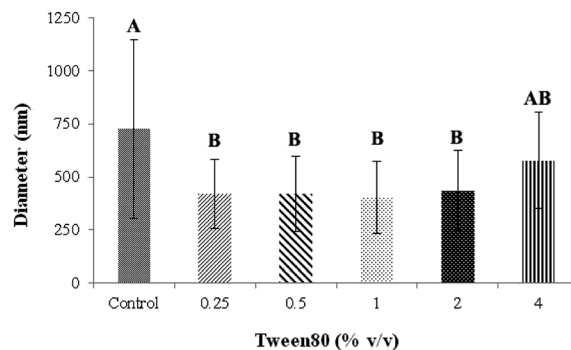 1250
1000
750
500
250
0
Diameter (nm)
A
B
B
B
B
AB
Control 0.25 0.5 1 2 4
Tween80 (% v/v)